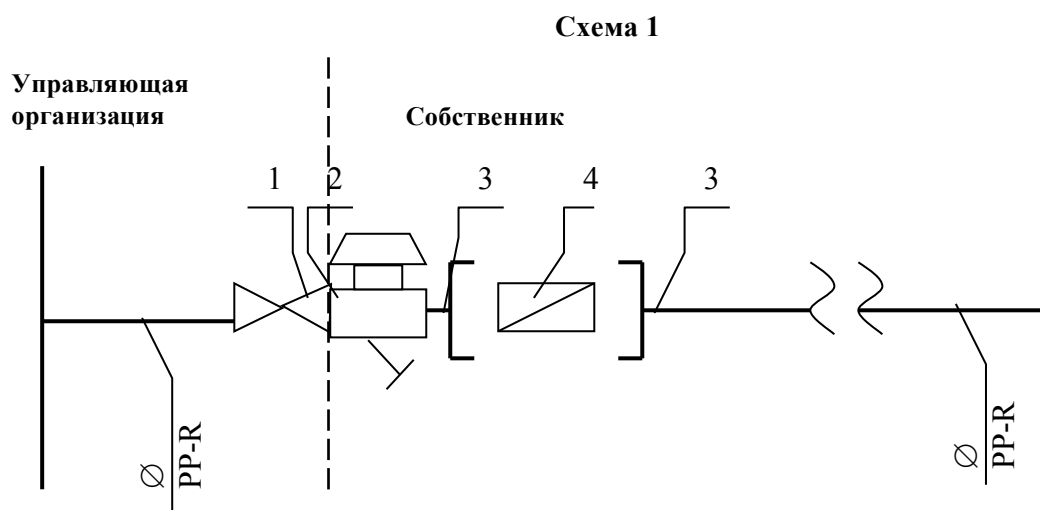 Схема 1
Управляющая
организация
Собственник
1 2 3 4 3
∅
PP-R
∅
PP-R